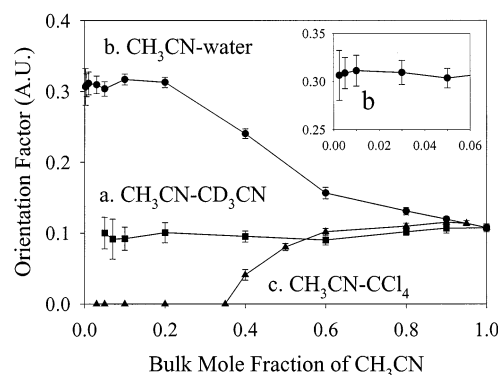 0.4
0.3
0.2
0.1
0.0
Orientation Factor (A.U.)
b. CH₃CN-water
a. CH₃CN-CD₃CN
c. CH₃CN-CCl₄
0.35
0.30
0.25
b
0.00 0.02 0.04 0.06
0.0 0.2 0.4 0.6 0.8 1.0
Bulk Mole Fraction of CH₃CN